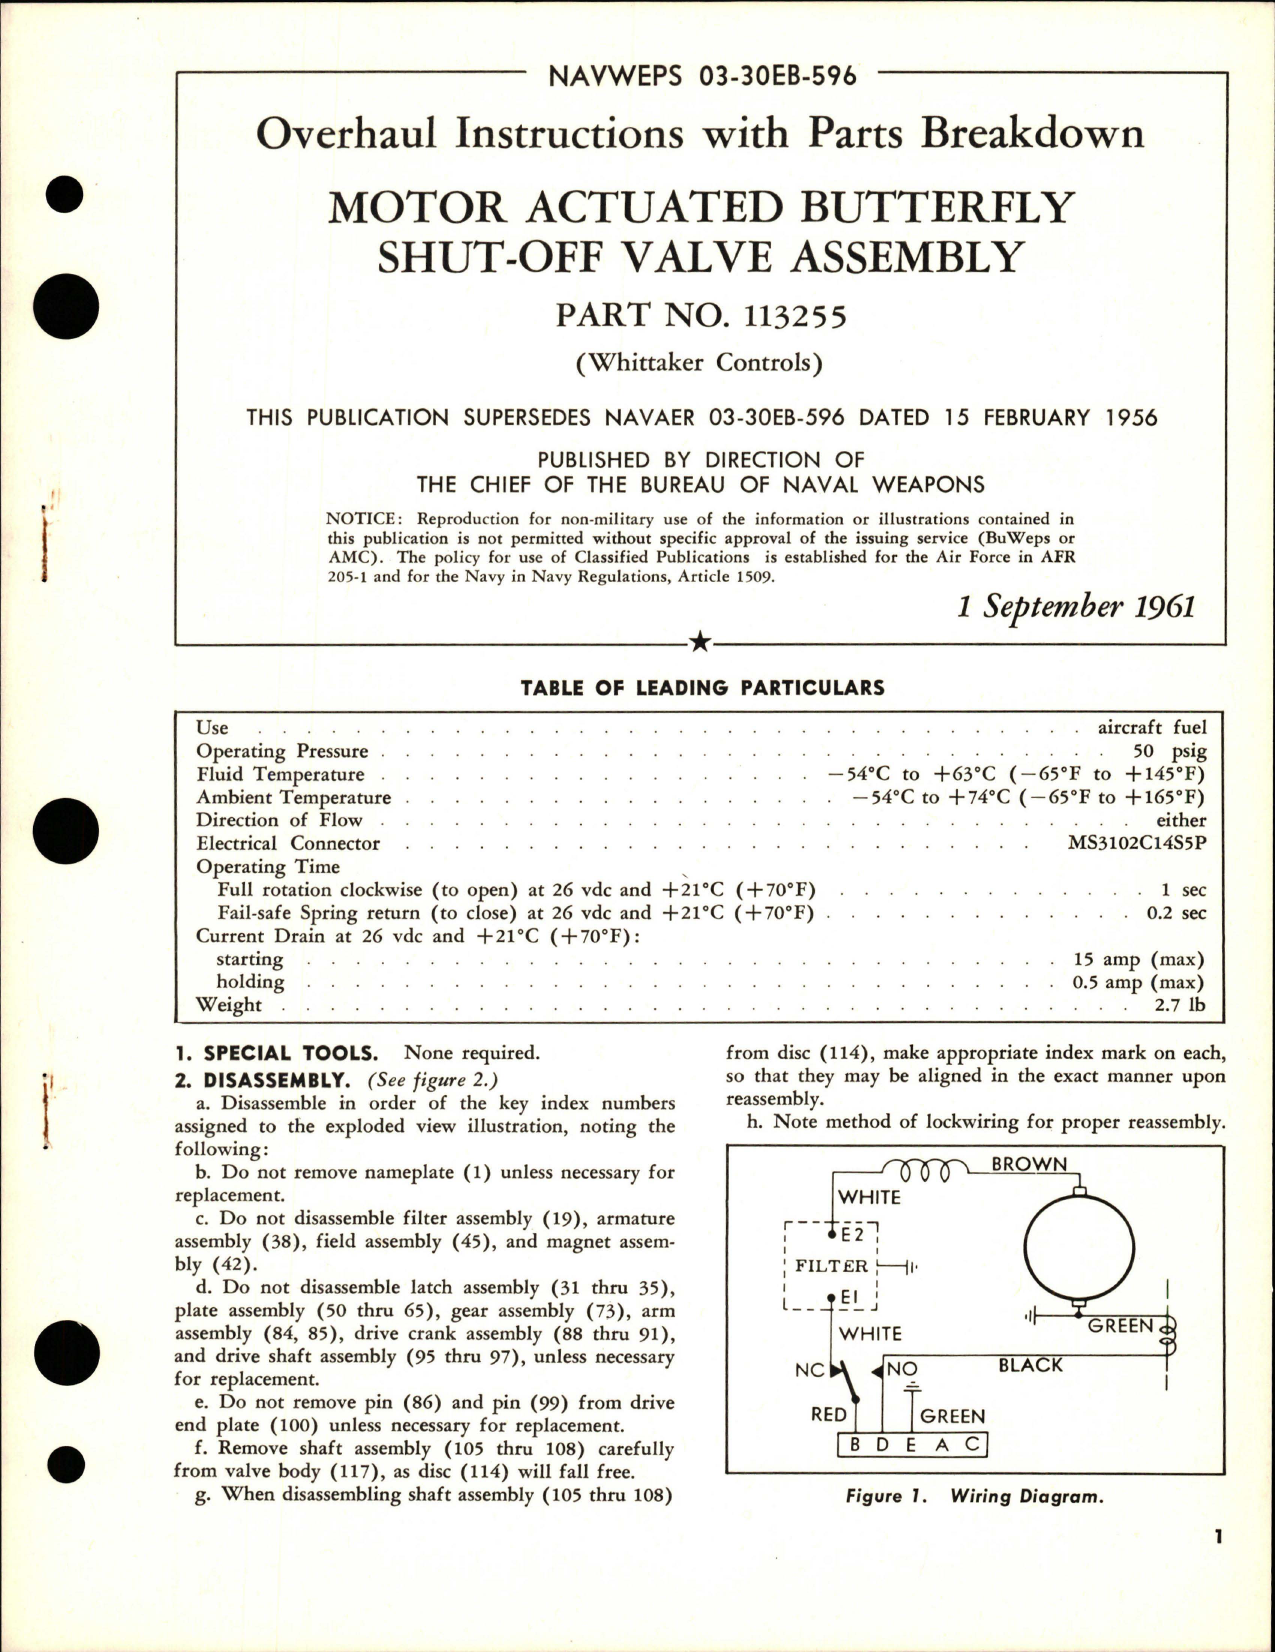 NAVWEPS 03-30EB-596
Overhaul Instructions with Parts Breakdown
MOTOR ACTUATED BUTTERFLY
SHUT-OFF VALVE ASSEMBLY
PART NO. 113255
(Whittaker Controls)
THIS PUBLICATION SUPERSEDES NAVAER 03-30EB-596 DATED 15 FEBRUARY 1956
PUBLISHED BY DIRECTION OF
THE CHIEF OF THE BUREAU OF NAVAL WEAPONS
NOTICE: Reproduction for non-military use of the information or illustrations contained in
this publication is not permitted without specific approval of the issuing service (BuWeps or
AMC). The policy for use of Classified Publications is established for the Air Force in AFR
205-1 and for the Navy in Navy Regulations, Article 1509.
1 September 1961
TABLE OF LEADING PARTICULARS
Use . . . . . aircraft fuel
Operating Pressure . . . . . 50 psig
Fluid Temperature . . . . . −54°C to +63°C (−65°F to +145°F)
Ambient Temperature . . . . . −54°C to +74°C (−65°F to +165°F)
Direction of Flow . . . . . either
Electrical Connector . . . . . MS3102C14S5P
Operating Time
Full rotation clockwise (to open) at 26 vdc and +21°C (+70°F) . . . . . 1 sec
Fail-safe Spring return (to close) at 26 vdc and +21°C (+70°F) . . . . . 0.2 sec
Current Drain at 26 vdc and +21°C (+70°F):
starting . . . . . 15 amp (max)
holding . . . . . 0.5 amp (max)
Weight . . . . . 2.7 lb
1. SPECIAL TOOLS. None required.
2. DISASSEMBLY. (See figure 2.)
a. Disassemble in order of the key index numbers
assigned to the exploded view illustration, noting the
following:
b. Do not remove nameplate (1) unless necessary for
replacement.
c. Do not disassemble filter assembly (19), armature
assembly (38), field assembly (45), and magnet assem-
bly (42).
d. Do not disassemble latch assembly (31 thru 35),
plate assembly (50 thru 65), gear assembly (73), arm
assembly (84, 85), drive crank assembly (88 thru 91),
and drive shaft assembly (95 thru 97), unless necessary
for replacement.
e. Do not remove pin (86) and pin (99) from drive
end plate (100) unless necessary for replacement.
f. Remove shaft assembly (105 thru 108) carefully
from valve body (117), as disc (114) will fall free.
g. When disassembling shaft assembly (105 thru 108)
from disc (114), make appropriate index mark on each,
so that they may be aligned in the exact manner upon
reassembly.
h. Note method of lockwiring for proper reassembly.
BROWN
WHITE
E2
FILTER
E1
GREEN
WHITE
NC
NO
BLACK
RED
GREEN
B D E A C
Figure 1. Wiring Diagram.
1